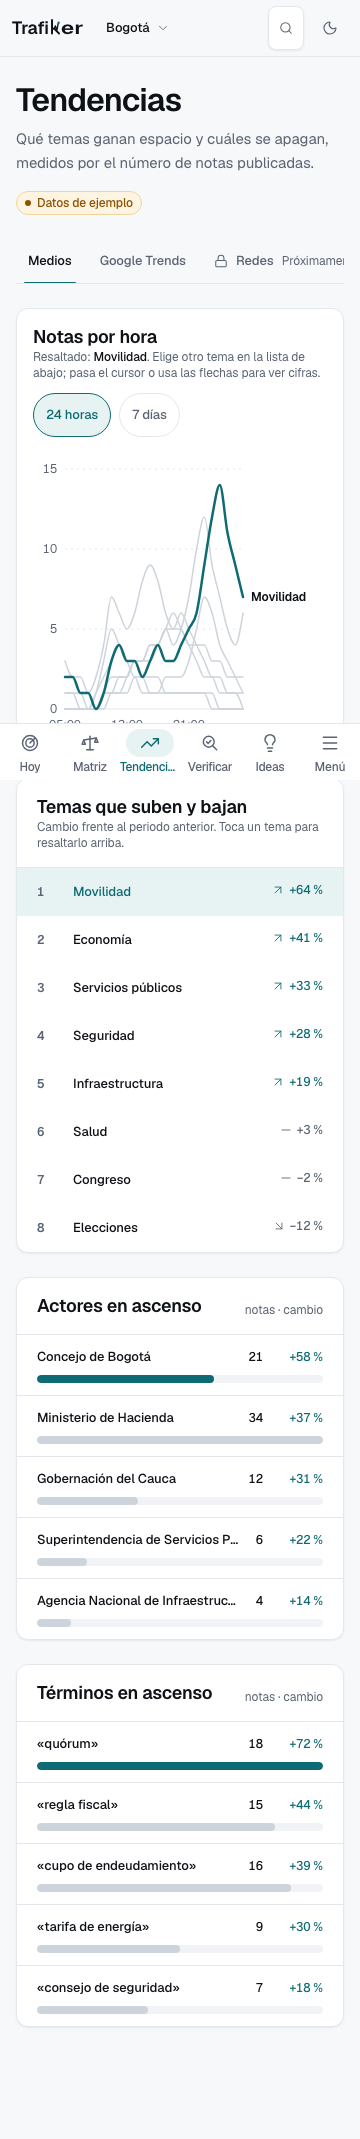 Trafiker Bogotá
Tendencias
Qué temas ganan espacio y cuáles se apagan,
medidos por el número de notas publicadas.
Datos de ejemplo
Medios Google Trends Redes
Notas por hora
Resaltado: Movilidad. Elige otro tema en la lista de
abajo; pasa el cursor o usa las flechas para ver cifras.
24 horas 7 días
15
10
Movilidad
5
0
Hoy Matriz Tendenci... Verificar Ideas Menú
Temas que suben y bajan
Cambio frente al periodo anterior. Toca un tema para
resaltarlo arriba.
1 Movilidad +64 %
2 Economía +41 %
3 Servicios públicos +33 %
4 Seguridad +28 %
5 Infraestructura +19 %
6 Salud +3 %
7 Congreso −2 %
8 Elecciones −12 %
Actores en ascenso notas · cambio
Concejo de Bogotá 21 +58 %
Ministerio de Hacienda 34 +37 %
Gobernación del Cauca 12 +31 %
Superintendencia de Servicios P... 6 +22 %
Agencia Nacional de Infraestruc... 4 +14 %
Términos en ascenso notas · cambio
«quórum» 18 +72 %
«regla fiscal» 15 +44 %
«cupo de endeudamiento» 16 +39 %
«tarifa de energía» 9 +30 %
«consejo de seguridad» 7 +18 %